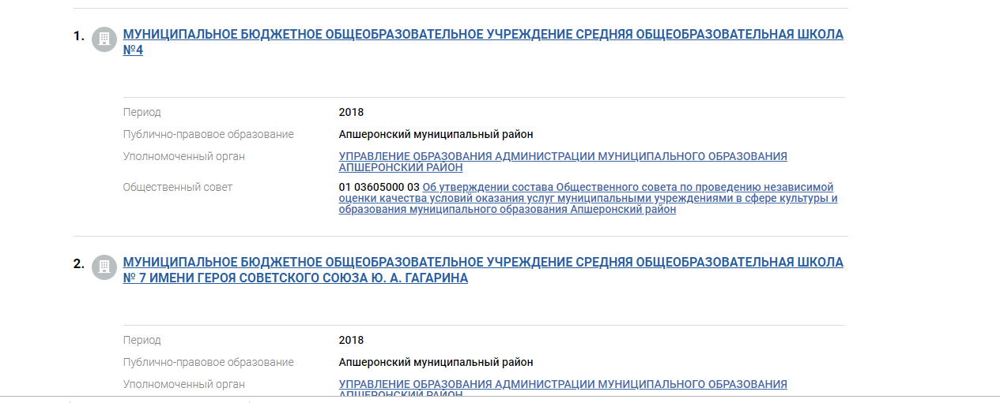 1. МУНИЦИПАЛЬНОЕ БЮДЖЕТНОЕ ОБЩЕОБРАЗОВАТЕЛЬНОЕ УЧРЕЖДЕНИЕ СРЕДНЯЯ ОБЩЕОБРАЗОВАТЕЛЬНАЯ ШКОЛА
№4
Период 2018
Публично-правовое образование Апшеронский муниципальный район
Уполномоченный орган УПРАВЛЕНИЕ ОБРАЗОВАНИЯ АДМИНИСТРАЦИИ МУНИЦИПАЛЬНОГО ОБРАЗОВАНИЯ
АПШЕРОНСКИЙ РАЙОН
Общественный совет 01 03605000 03 Об утверждении состава Общественного совета по проведению независимой
оценки качества условий оказания услуг муниципальными учреждениями в сфере культуры и
образования муниципального образования Апшеронский район
2. МУНИЦИПАЛЬНОЕ БЮДЖЕТНОЕ ОБЩЕОБРАЗОВАТЕЛЬНОЕ УЧРЕЖДЕНИЕ СРЕДНЯЯ ОБЩЕОБРАЗОВАТЕЛЬНАЯ ШКОЛА
№ 7 ИМЕНИ ГЕРОЯ СОВЕТСКОГО СОЮЗА Ю. А. ГАГАРИНА
Период 2018
Публично-правовое образование Апшеронский муниципальный район
Уполномоченный орган УПРАВЛЕНИЕ ОБРАЗОВАНИЯ АДМИНИСТРАЦИИ МУНИЦИПАЛЬНОГО ОБРАЗОВАНИЯ
АПШЕРОНСКИЙ РАЙОН